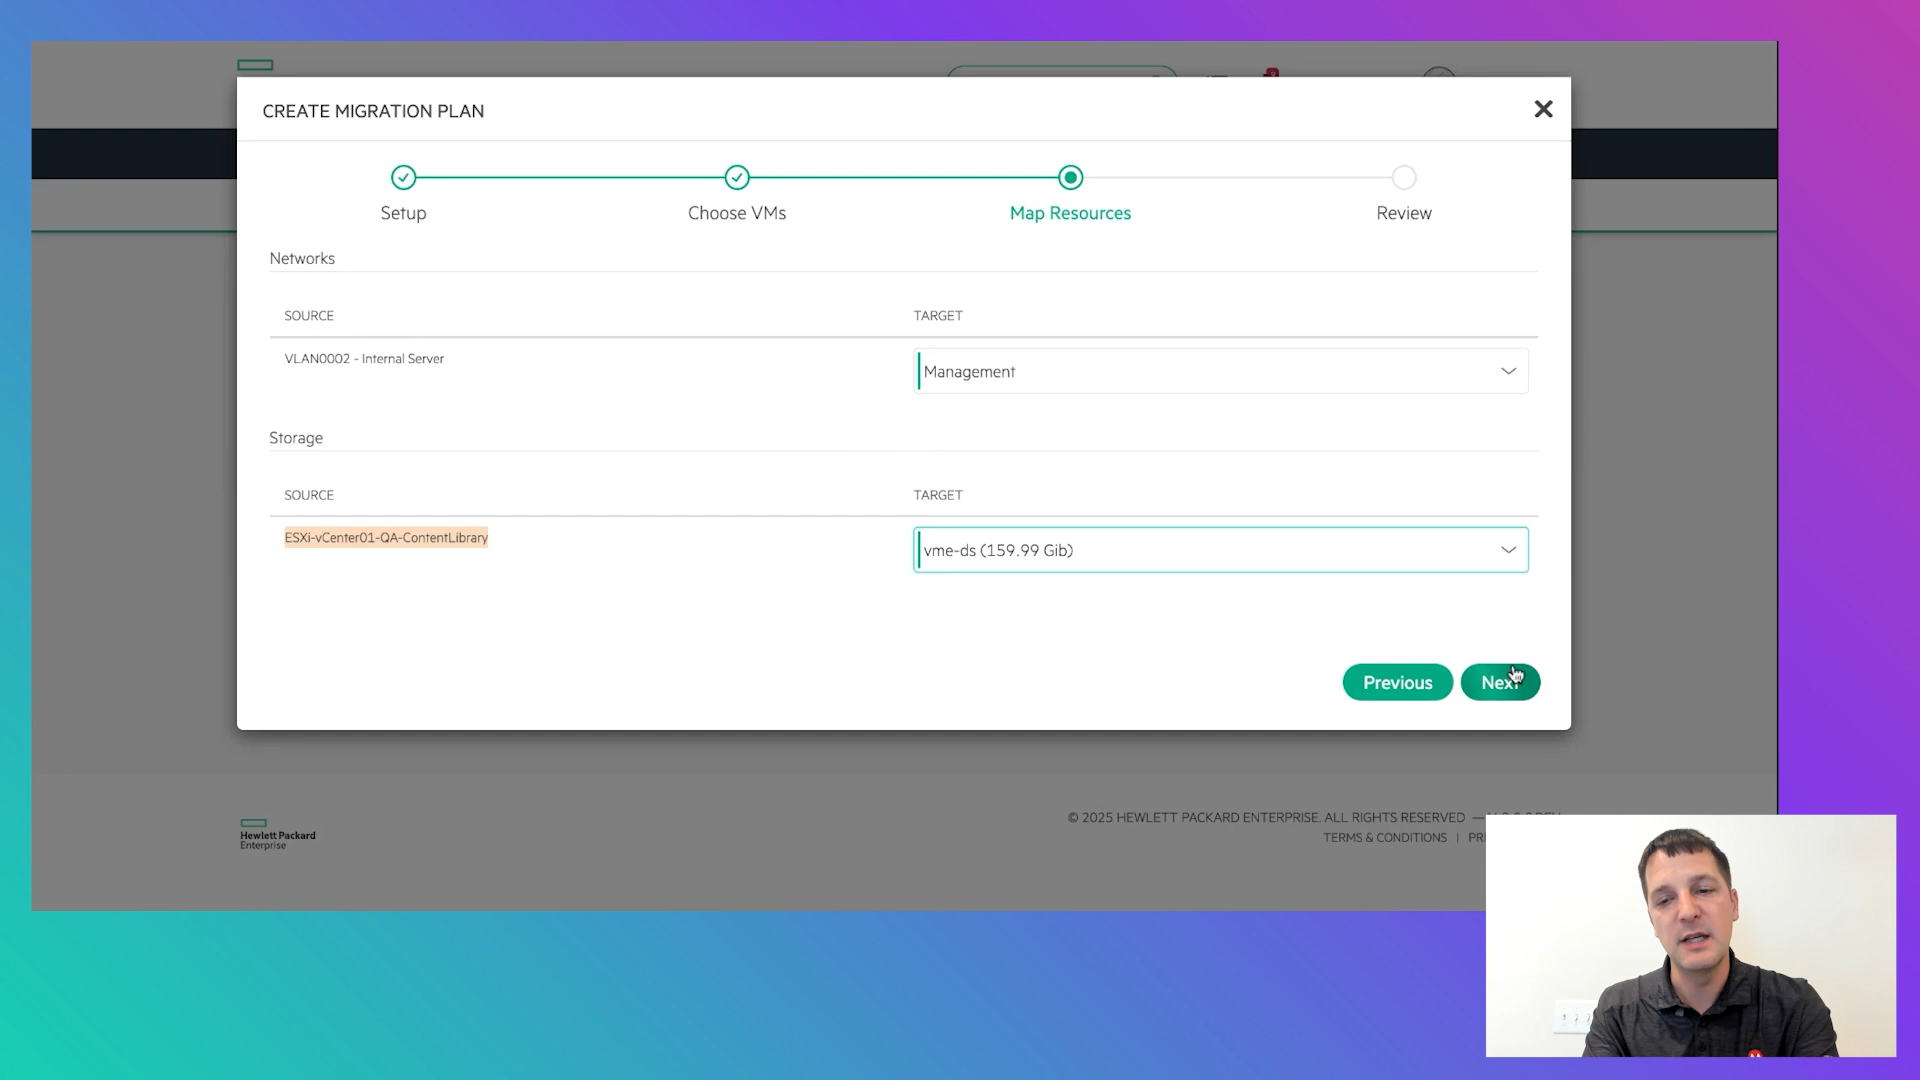 CREATE MIGRATION PLAN
Setup
Choose VMs
Map Resources
Review
Networks
SOURCE
TARGET
VLAN0002 - Internal Server
Management
Storage
SOURCE
TARGET
ESXi-vCenter01-QA-ContentLibrary
vme-ds (159.99 Gib)
Previous
Next
Hewlett Packard
Enterprise
© 2025 HEWLETT PACKARD ENTERPRISE. ALL RIGHTS RESERVED —
TERMS & CONDITIONS |